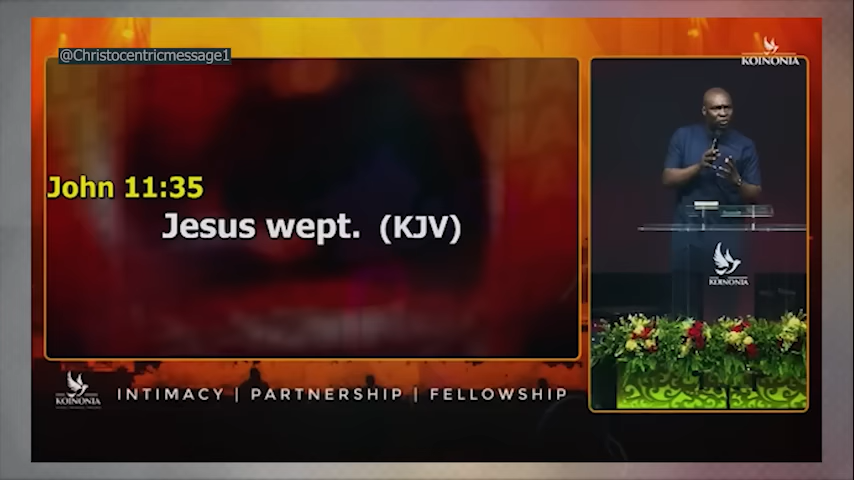 @Christocentricmessage1
KOINONIA
John 11:35
Jesus wept. (KJV)
KOINONIA
KOINONIA
INTIMACY | PARTNERSHIP | FELLOWSHIP